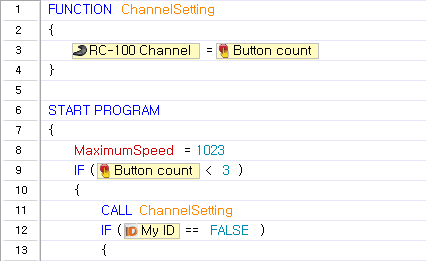 1 FUNCTION ChannelSetting
2 {
3 RC-100 Channel = Button count
4 }
5
6 START PROGRAM
7 {
8 MaximumSpeed = 1023
9 IF ( Button count < 3 )
10 {
11 CALL ChannelSetting
12 IF ( ID My ID == FALSE )
13 {